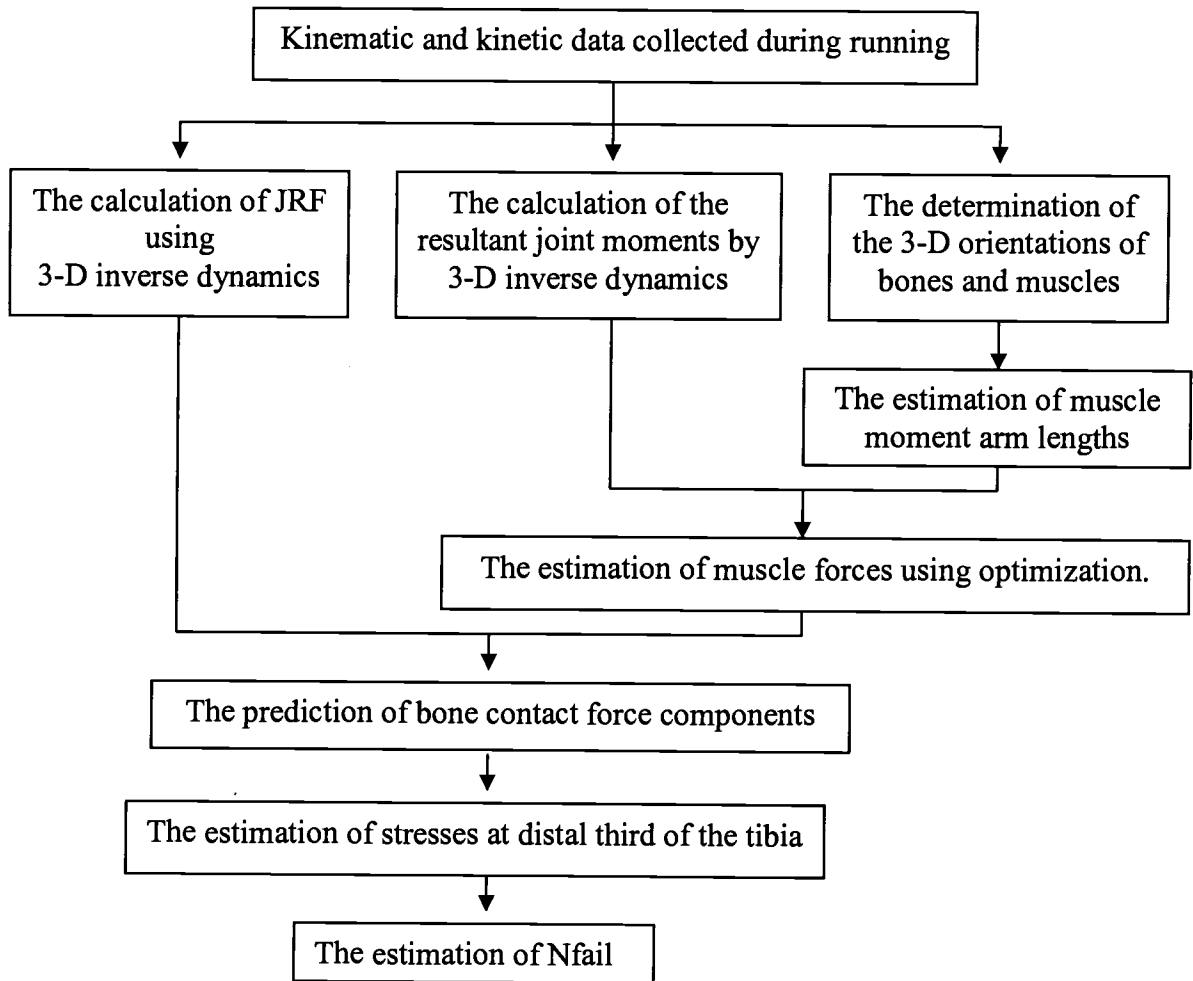 Kinematic and kinetic data collected during running
The calculation of JRF
using
3-D inverse dynamics
The calculation of the
resultant joint moments by
3-D inverse dynamics
The determination of
the 3-D orientations of
bones and muscles
The estimation of muscle
moment arm lengths
The estimation of muscle forces using optimization.
The prediction of bone contact force components
The estimation of stresses at distal third of the tibia
The estimation of Nfail